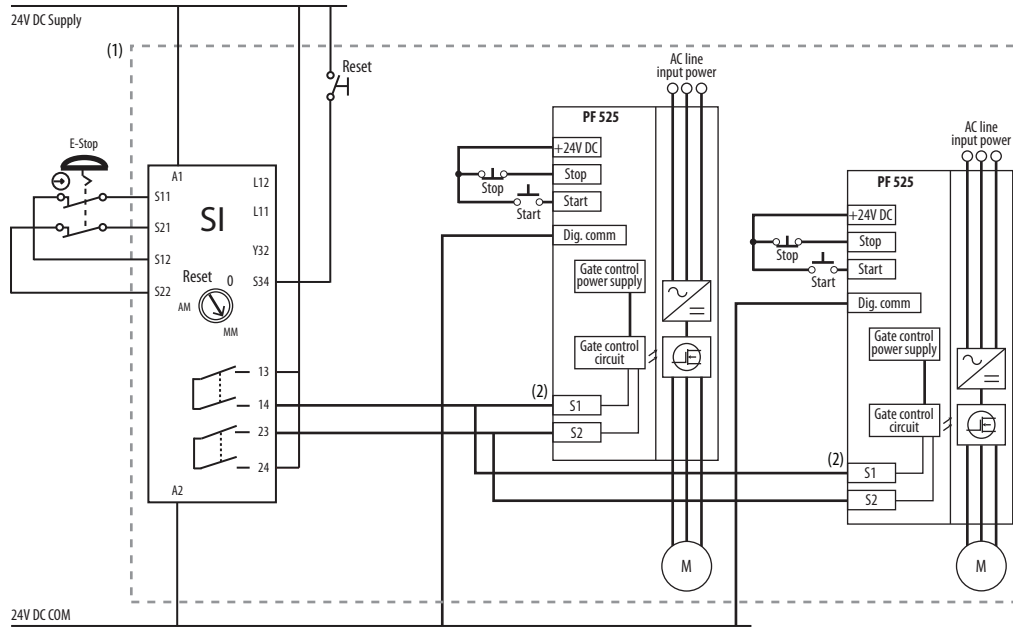 24V DC Supply
(1)
Reset
E-Stop
A1
L12
S11
SI
L11
S21
Y32
S12
Reset
0
S34
S22
AM
MM
13
14
23
24
A2
AC line
input power
PF 525
+24V DC
Stop
Stop
Start
Start
Dig. comm
Gate control
power supply
Gate control
circuit
(2)
S1
S2
M
AC line
input power
PF 525
+24V DC
Stop
Stop
Start
Start
Dig. comm
Gate control
power supply
Gate control
circuit
(2)
S1
S2
M
24V DC COM